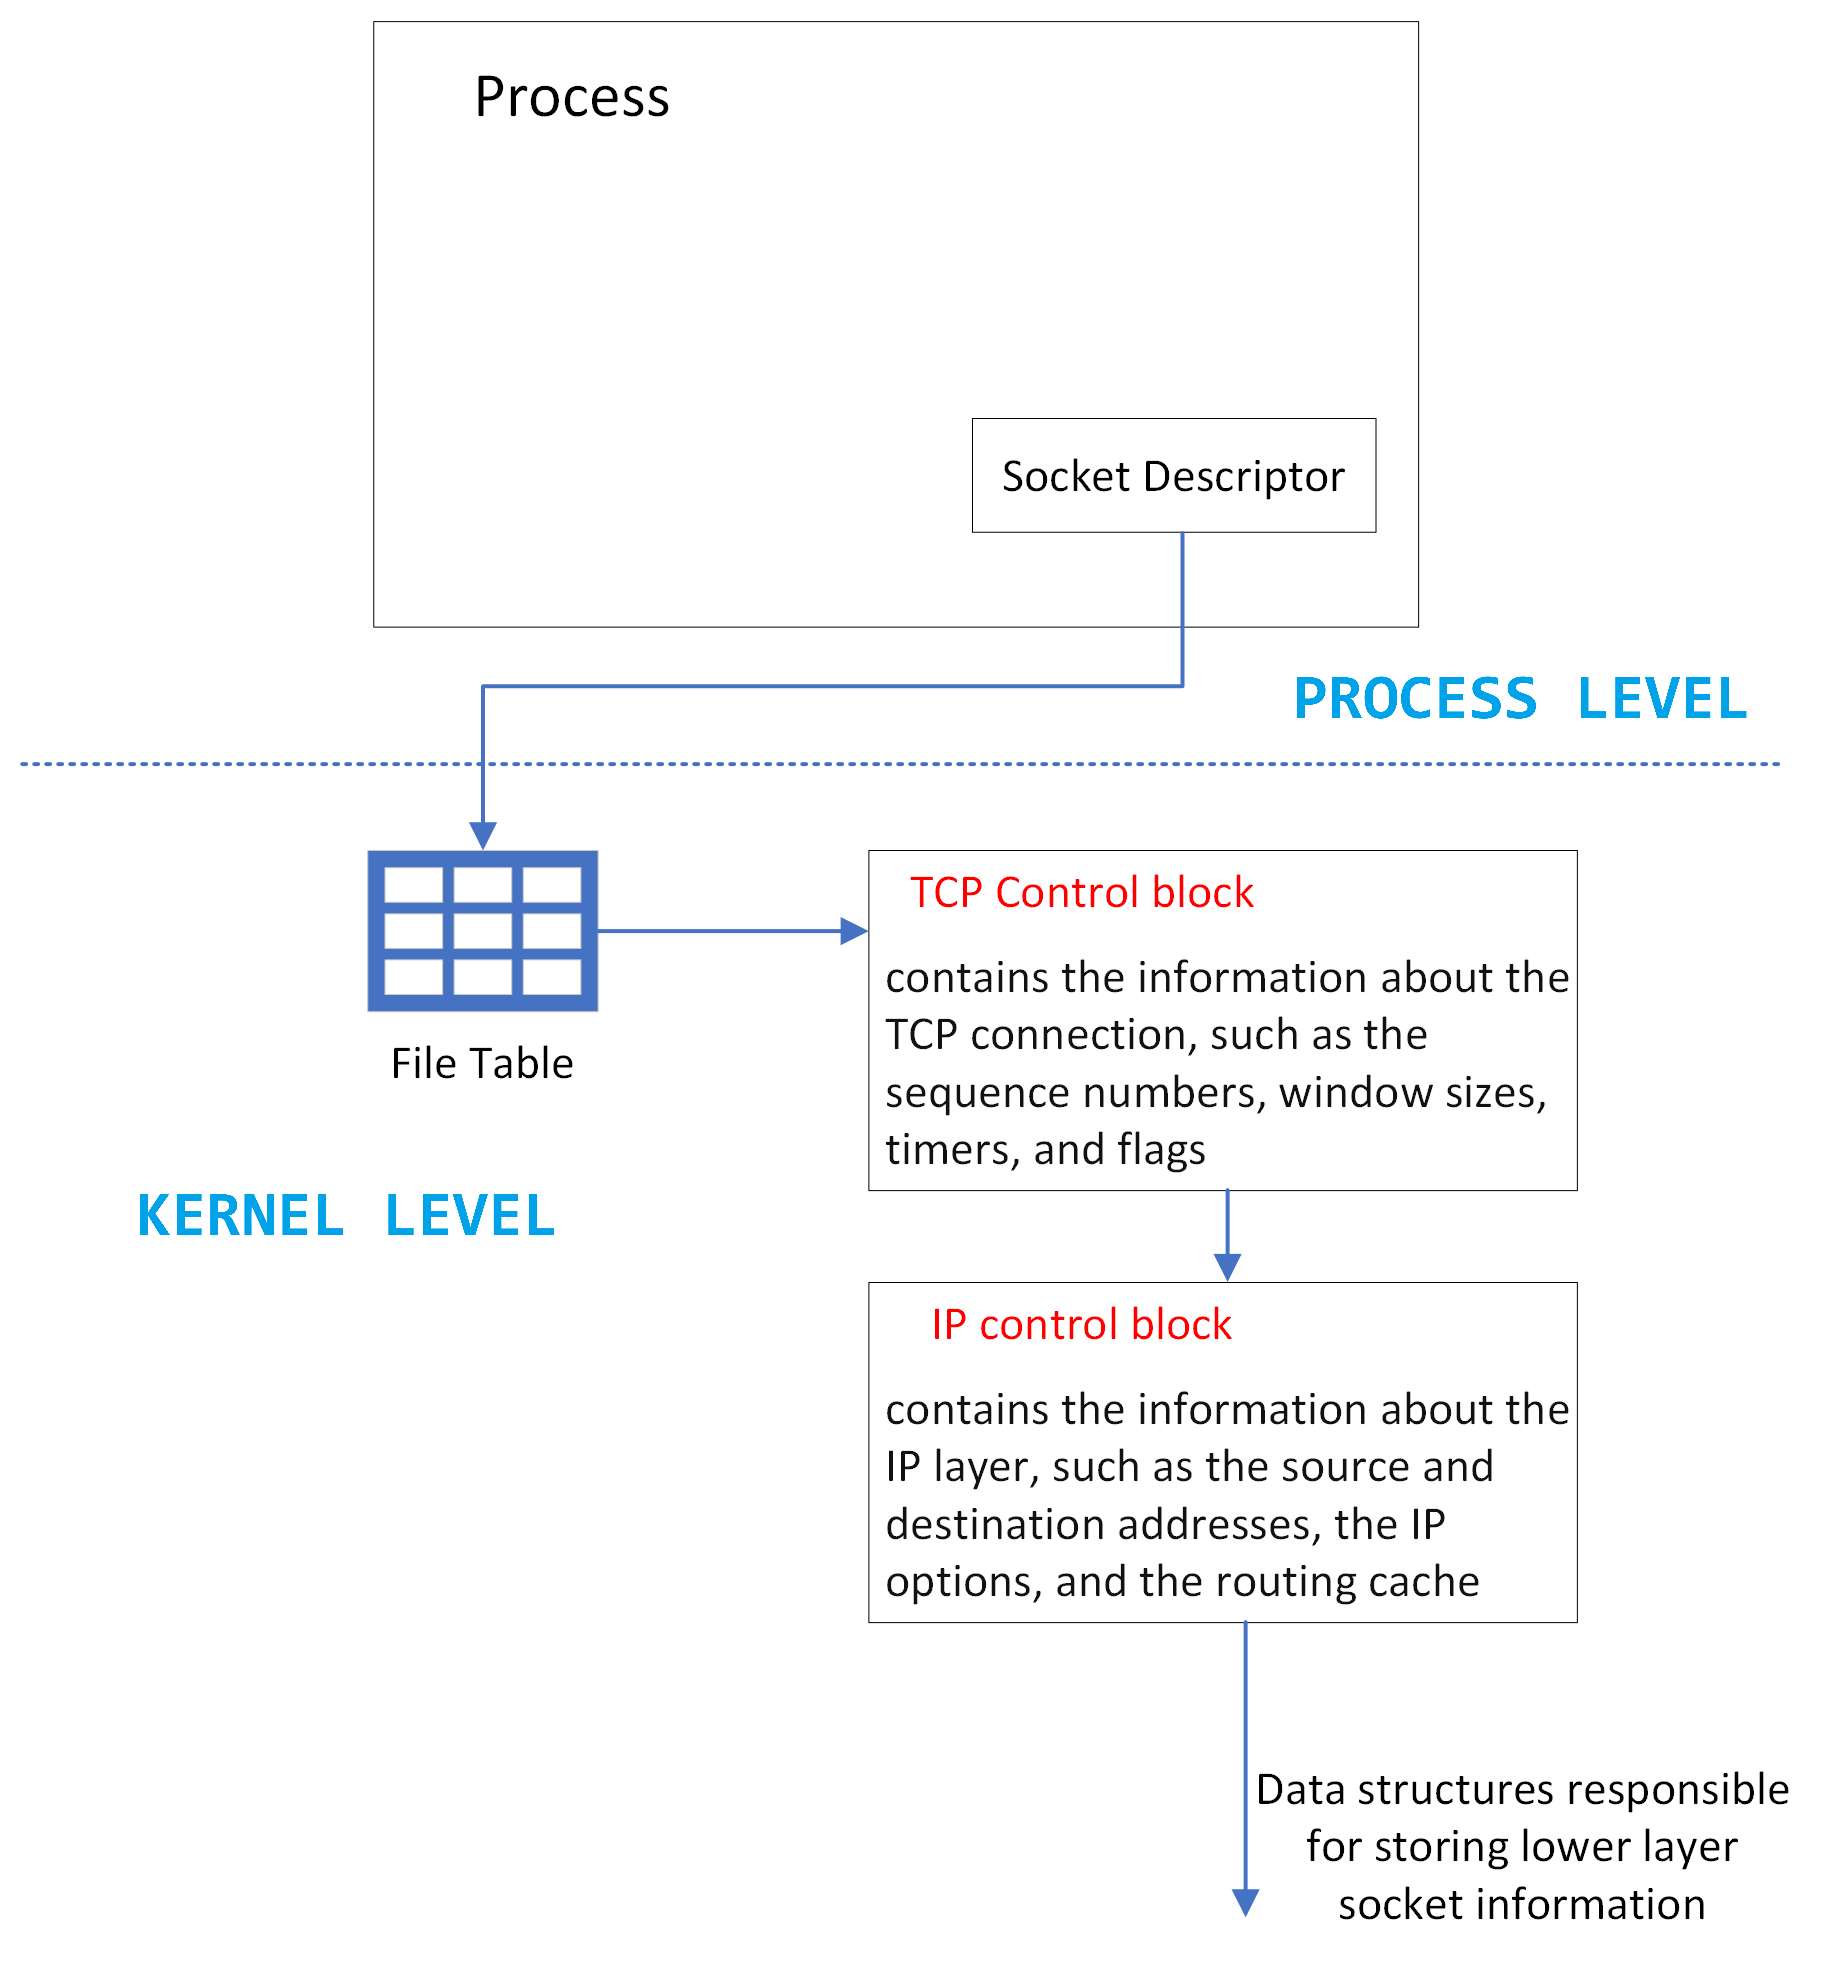 Process
Socket Descriptor
PROCESS LEVEL
File Table
KERNEL LEVEL
TCP Control block
contains the information about the
TCP connection, such as the
sequence numbers, window sizes,
timers, and flags
IP control block
contains the information about the
IP layer, such as the source and
destination addresses, the IP
options, and the routing cache
Data structures responsible
for storing lower layer
socket information